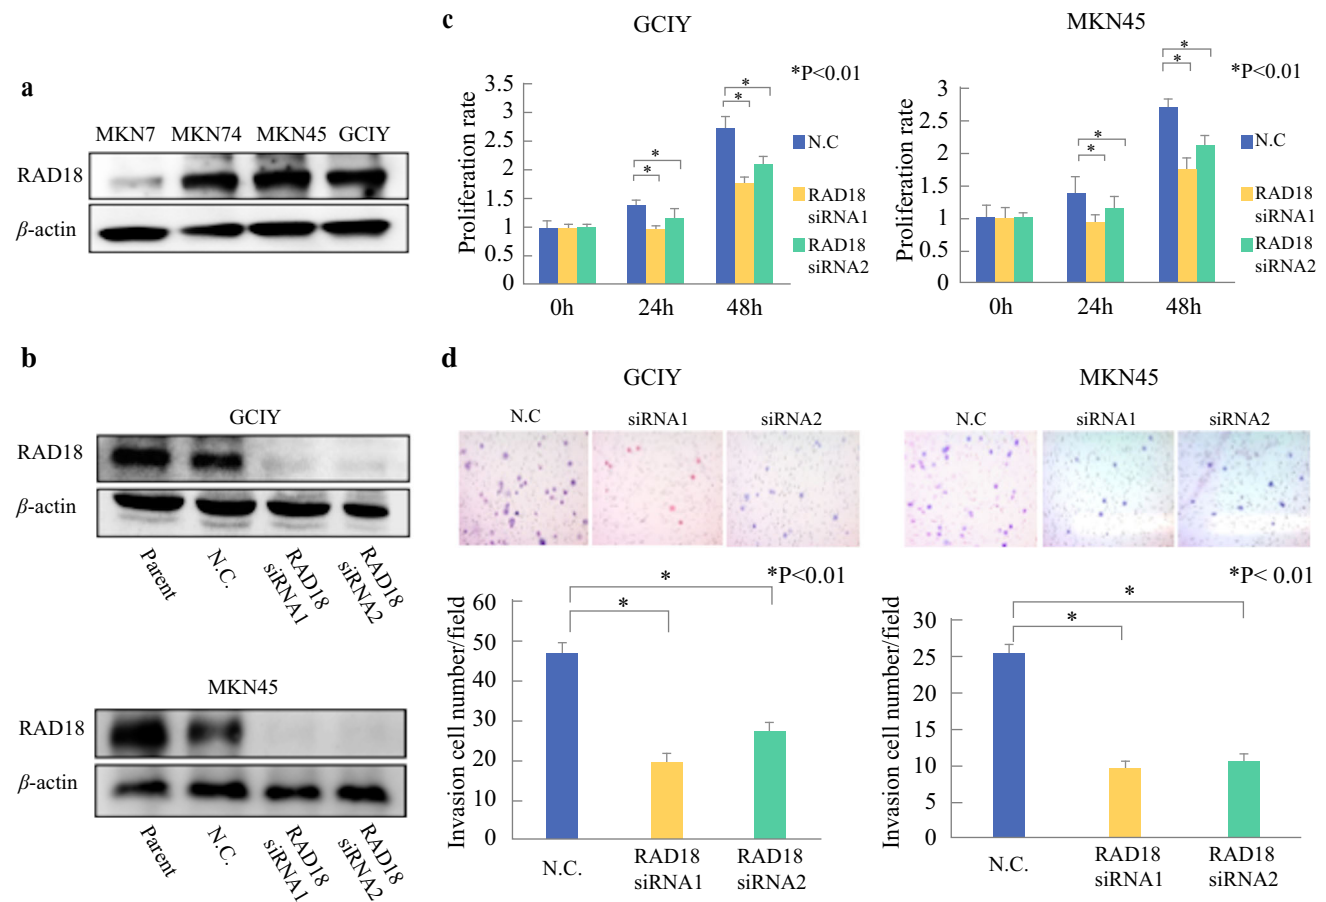 a
MKN7 MKN74 MKN45 GCIY
RAD18
β-actin
b
GCIY
RAD18
β-actin
Parent
N.C.
RAD18
siRNA1
RAD18
siRNA2
MKN45
RAD18
β-actin
Parent
N.C.
RAD18
siRNA1
RAD18
siRNA2
c
GCIY
*P<0.01
Proliferation rate
3.5
3
2.5
2
1.5
1
0.5
0
* *
* *
* *
0h 24h 48h
N.C
RAD18
siRNA1
RAD18
siRNA2
MKN45
*P<0.01
Proliferation rate
3
2.5
2
1.5
1
0.5
0
*
*
*
*
0h 24h 48h
N.C
RAD18
siRNA1
RAD18
siRNA2
d
GCIY
N.C siRNA1 siRNA2
*P<0.01
Invasion cell number/field
60
50
40
30
20
10
0
*
*
N.C.
RAD18
siRNA1
RAD18
siRNA2
MKN45
N.C siRNA1 siRNA2
*P< 0.01
Invasion cell number/field
30
25
20
15
10
5
0
*
*
N.C.
RAD18
siRNA1
RAD18
siRNA2